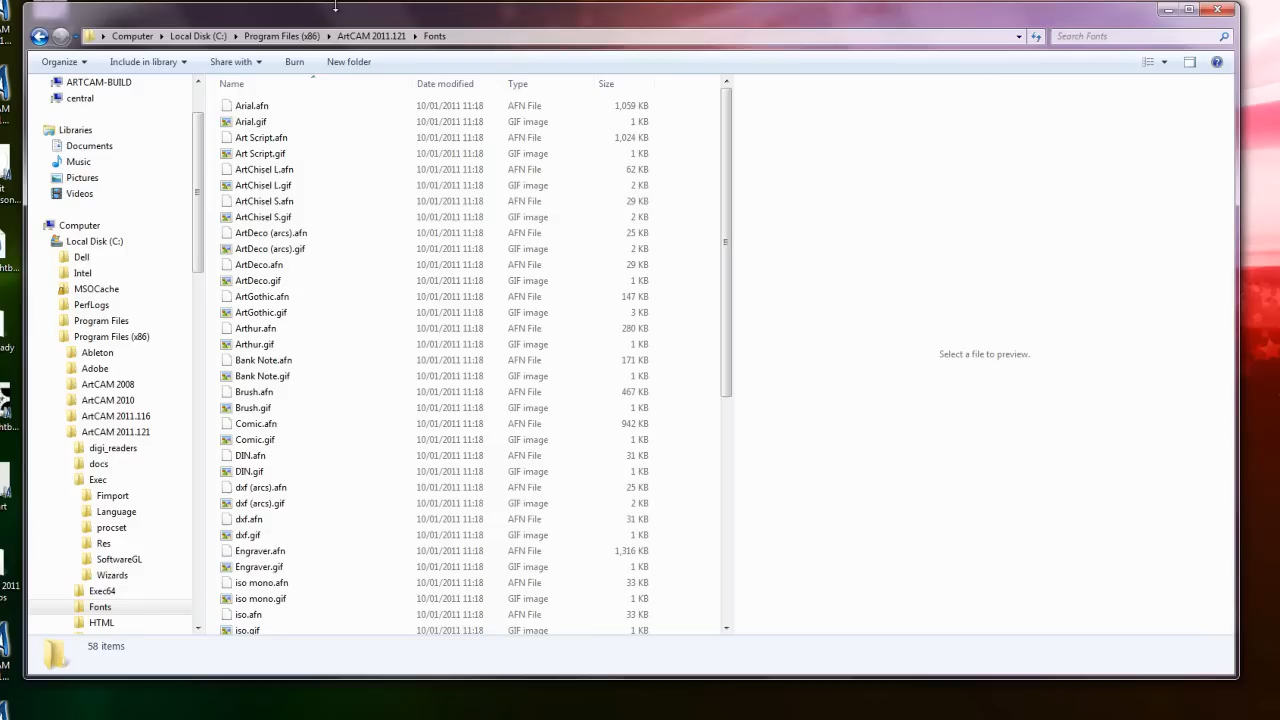 Computer Local Disk (C:) Program Files (x86) ArtCAM 2011.121 Fonts Search Fonts
Organize Include in library Share with Burn New folder
Name Date modified Type Size
ARTCAM-BUILD
central
Libraries
Documents
Music
Pictures
Videos
Computer
Local Disk (C:)
Dell
Intel
MSOCache
PerfLogs
Program Files
Program Files (x86)
Ableton
Adobe
ArtCAM 2008
ArtCAM 2010
ArtCAM 2011.116
ArtCAM 2011.121
digi_readers
docs
Exec
Fimport
Language
procset
Res
SoftwareGL
Wizards
Exec64
Fonts
HTML
Arial.afn 10/01/2011 11:18 AFN File 1,059 KB
Arial.gif 10/01/2011 11:18 GIF image 1 KB
Art Script.afn 10/01/2011 11:18 AFN File 1,024 KB
Art Script.gif 10/01/2011 11:18 GIF image 1 KB
ArtChisel L.afn 10/01/2011 11:18 AFN File 62 KB
ArtChisel L.gif 10/01/2011 11:18 GIF image 2 KB
ArtChisel S.afn 10/01/2011 11:18 AFN File 29 KB
ArtChisel S.gif 10/01/2011 11:18 GIF image 2 KB
ArtDeco (arcs).afn 10/01/2011 11:18 AFN File 25 KB
ArtDeco (arcs).gif 10/01/2011 11:18 GIF image 2 KB
ArtDeco.afn 10/01/2011 11:18 AFN File 29 KB
ArtDeco.gif 10/01/2011 11:18 GIF image 1 KB
ArtGothic.afn 10/01/2011 11:18 AFN File 147 KB
ArtGothic.gif 10/01/2011 11:18 GIF image 3 KB
Arthur.afn 10/01/2011 11:18 AFN File 280 KB
Arthur.gif 10/01/2011 11:18 GIF image 1 KB
Bank Note.afn 10/01/2011 11:18 AFN File 171 KB
Bank Note.gif 10/01/2011 11:18 GIF image 1 KB
Brush.afn 10/01/2011 11:18 AFN File 467 KB
Brush.gif 10/01/2011 11:18 GIF image 1 KB
Comic.afn 10/01/2011 11:18 AFN File 942 KB
Comic.gif 10/01/2011 11:18 GIF image 1 KB
DIN.afn 10/01/2011 11:18 AFN File 31 KB
DIN.gif 10/01/2011 11:18 GIF image 1 KB
dxf (arcs).afn 10/01/2011 11:18 AFN File 25 KB
dxf (arcs).gif 10/01/2011 11:18 GIF image 2 KB
dxf.afn 10/01/2011 11:18 AFN File 31 KB
dxf.gif 10/01/2011 11:18 GIF image 1 KB
Engraver.afn 10/01/2011 11:18 AFN File 1,316 KB
Engraver.gif 10/01/2011 11:18 GIF image 1 KB
iso mono.afn 10/01/2011 11:18 AFN File 33 KB
iso mono.gif 10/01/2011 11:18 GIF image 1 KB
iso.afn 10/01/2011 11:18 AFN File 33 KB
iso.gif 10/01/2011 11:18 GIF image 1 KB
Select a file to preview.
58 items